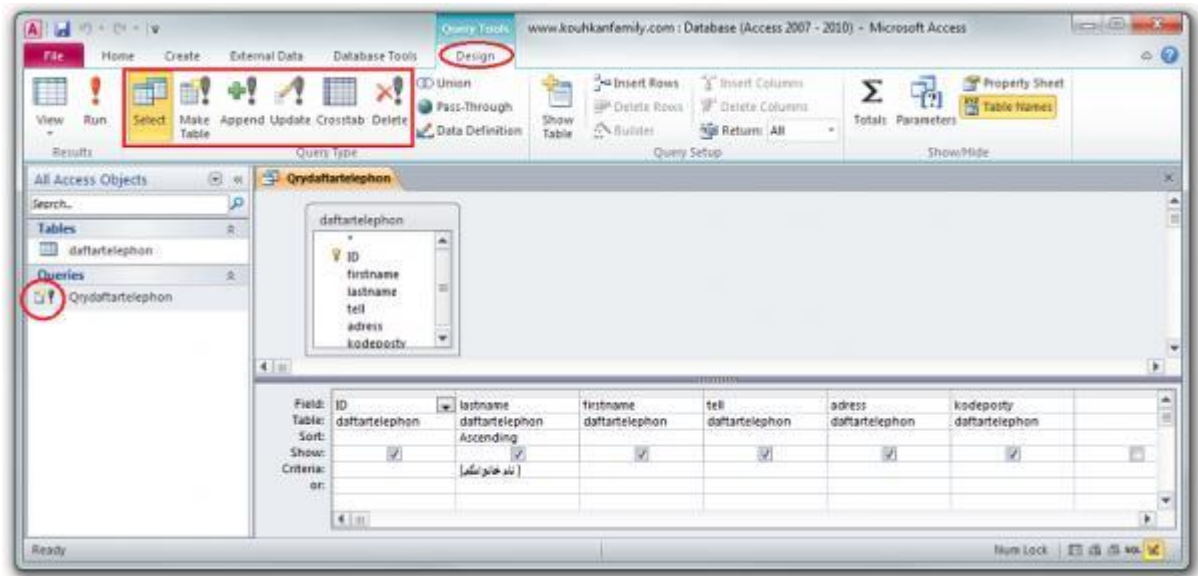 Query Tools www.kouhkanfamily.com : Database (Access 2007 - 2010) - Microsoft Access
File Home Create External Data Database Tools Design
View Run Select Make Table Append Update Crosstab Delete
Union
Pass-Through
Data Definition
Show Table
Insert Rows
Delete Rows
Builder
Insert Columns
Delete Columns
Return: All
Totals Parameters
Property Sheet
Table Names
Results Query Type Query Setup Show/Hide
All Access Objects
Search...
Tables
daftartelephon
Queries
Qrydaftartelephon
Qrydaftartelephon
daftartelephon
*
ID
firstname
lastname
tell
adress
kodeposty
Field: ID lastname firstname tell adress kodeposty
Table: daftartelephon daftartelephon daftartelephon daftartelephon daftartelephon daftartelephon
Sort: Ascending
Show:
Criteria: [نام خانوادگی]
or:
Ready Num Lock SQL